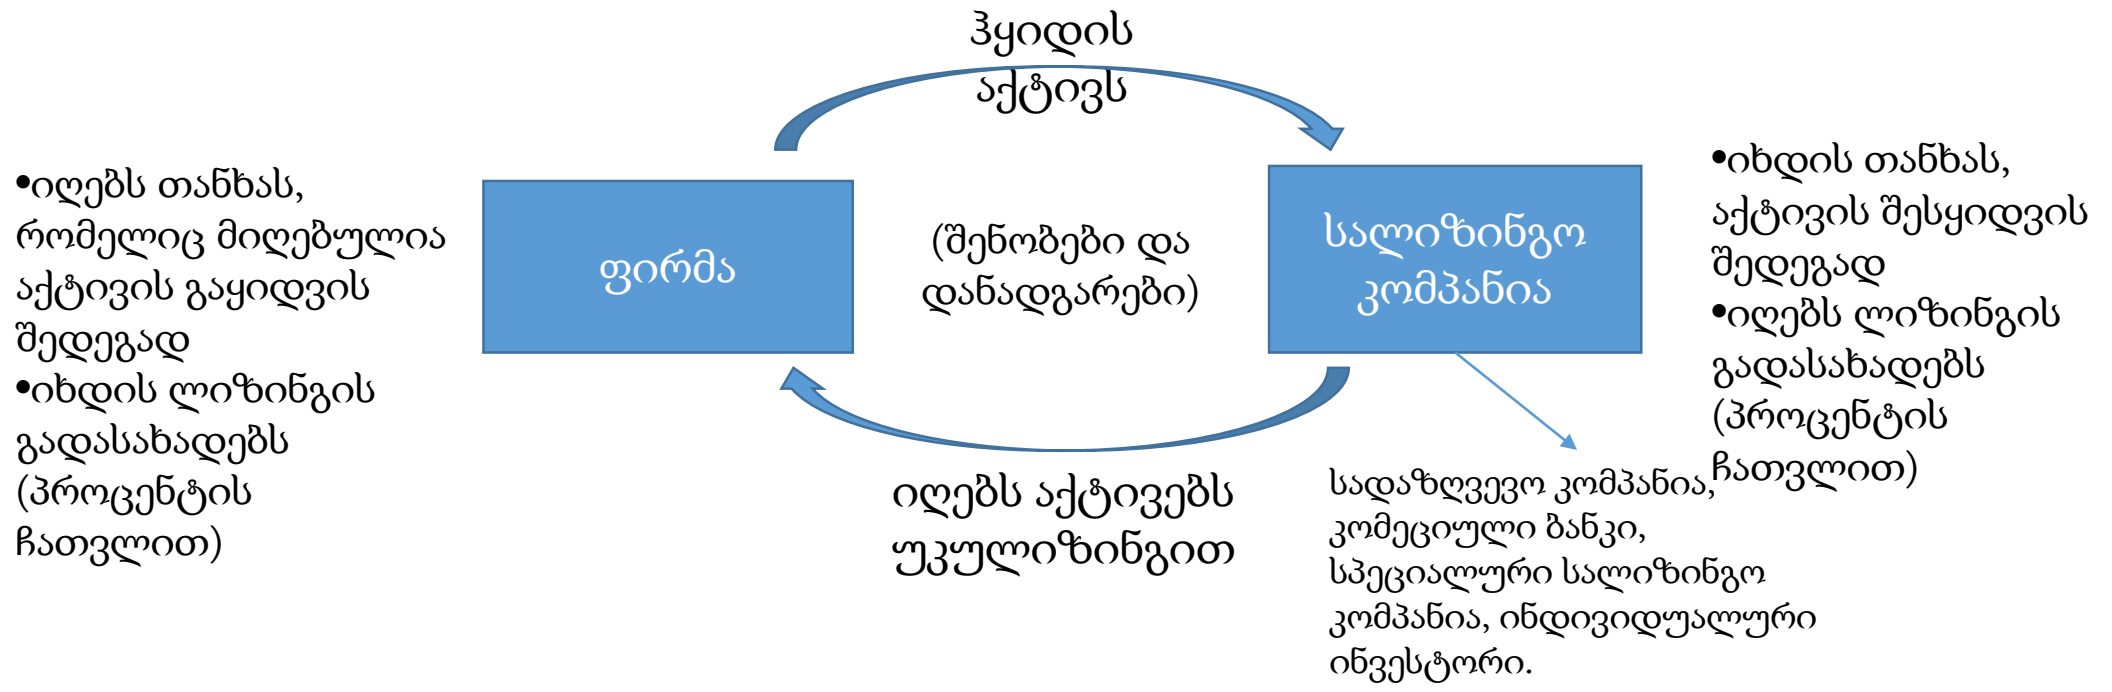 ჰყიდის
აქტივს
•იღებს თანხას,
რომელიც მიღებულია
აქტივის გაყიდვის
შედეგად
•იხდის ლიზინგის
გადასახადებს
(პროცენტის
ჩათვლით)
ფირმა
(შენობები და
დანადგარები)
სალიზინგო
კომპანია
•იხდის თანხას,
აქტივის შესყიდვის
შედეგად
•იღებს ლიზინგის
გადასახადებს
(პროცენტის
ჩათვლით)
იღებს აქტივებს
უკულიზინგით
სადაზღვევო კომპანია,
კომეციული ბანკი,
სპეციალური სალიზინგო
კომპანია, ინდივიდუალური
ინვესტორი.